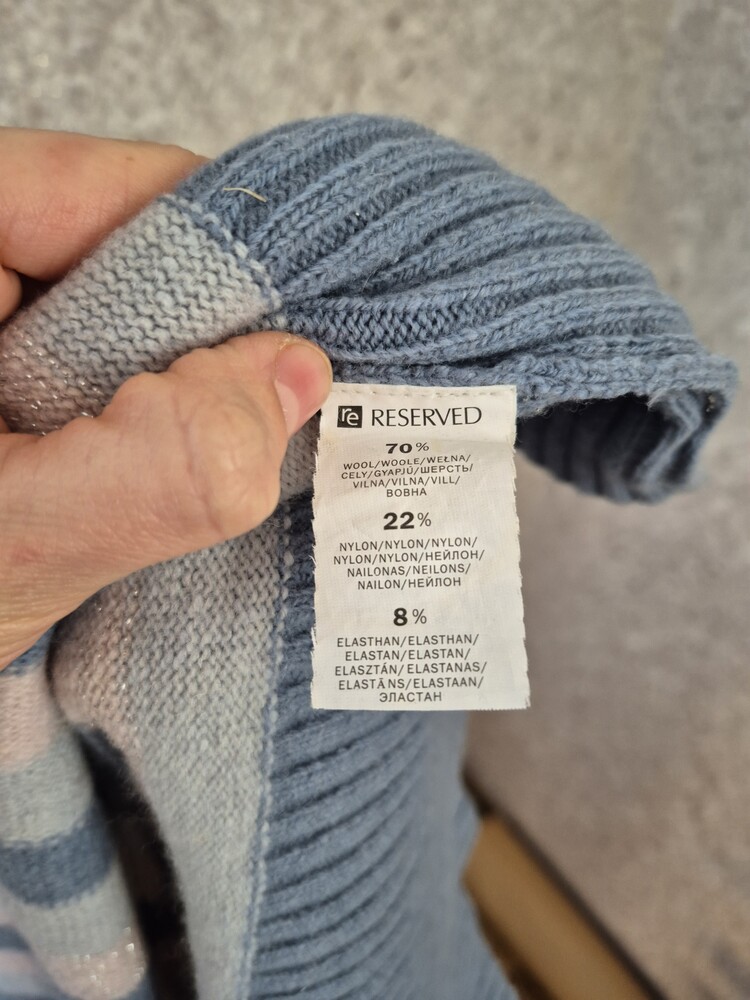 re RESERVED
70%
WOOL/WOOLE/WEŁNA/
CELY/GYAPJÚ/ШЕРСТЬ/
VILNA/VILNA/VILL/
ВОВНА
22%
NYLON/NYLON/NYLON/
NYLON/NYLON/НЕЙЛОН/
NAILONAS/NEILONS/
NAILON/НЕЙЛОН
8%
ELASTHAN/ELASTHAN/
ELASTAN/ELASTAN/
ELASZTÁN/ELASTANAS/
ELASTĀNS/ELASTAAN/
ЭЛАСТАН